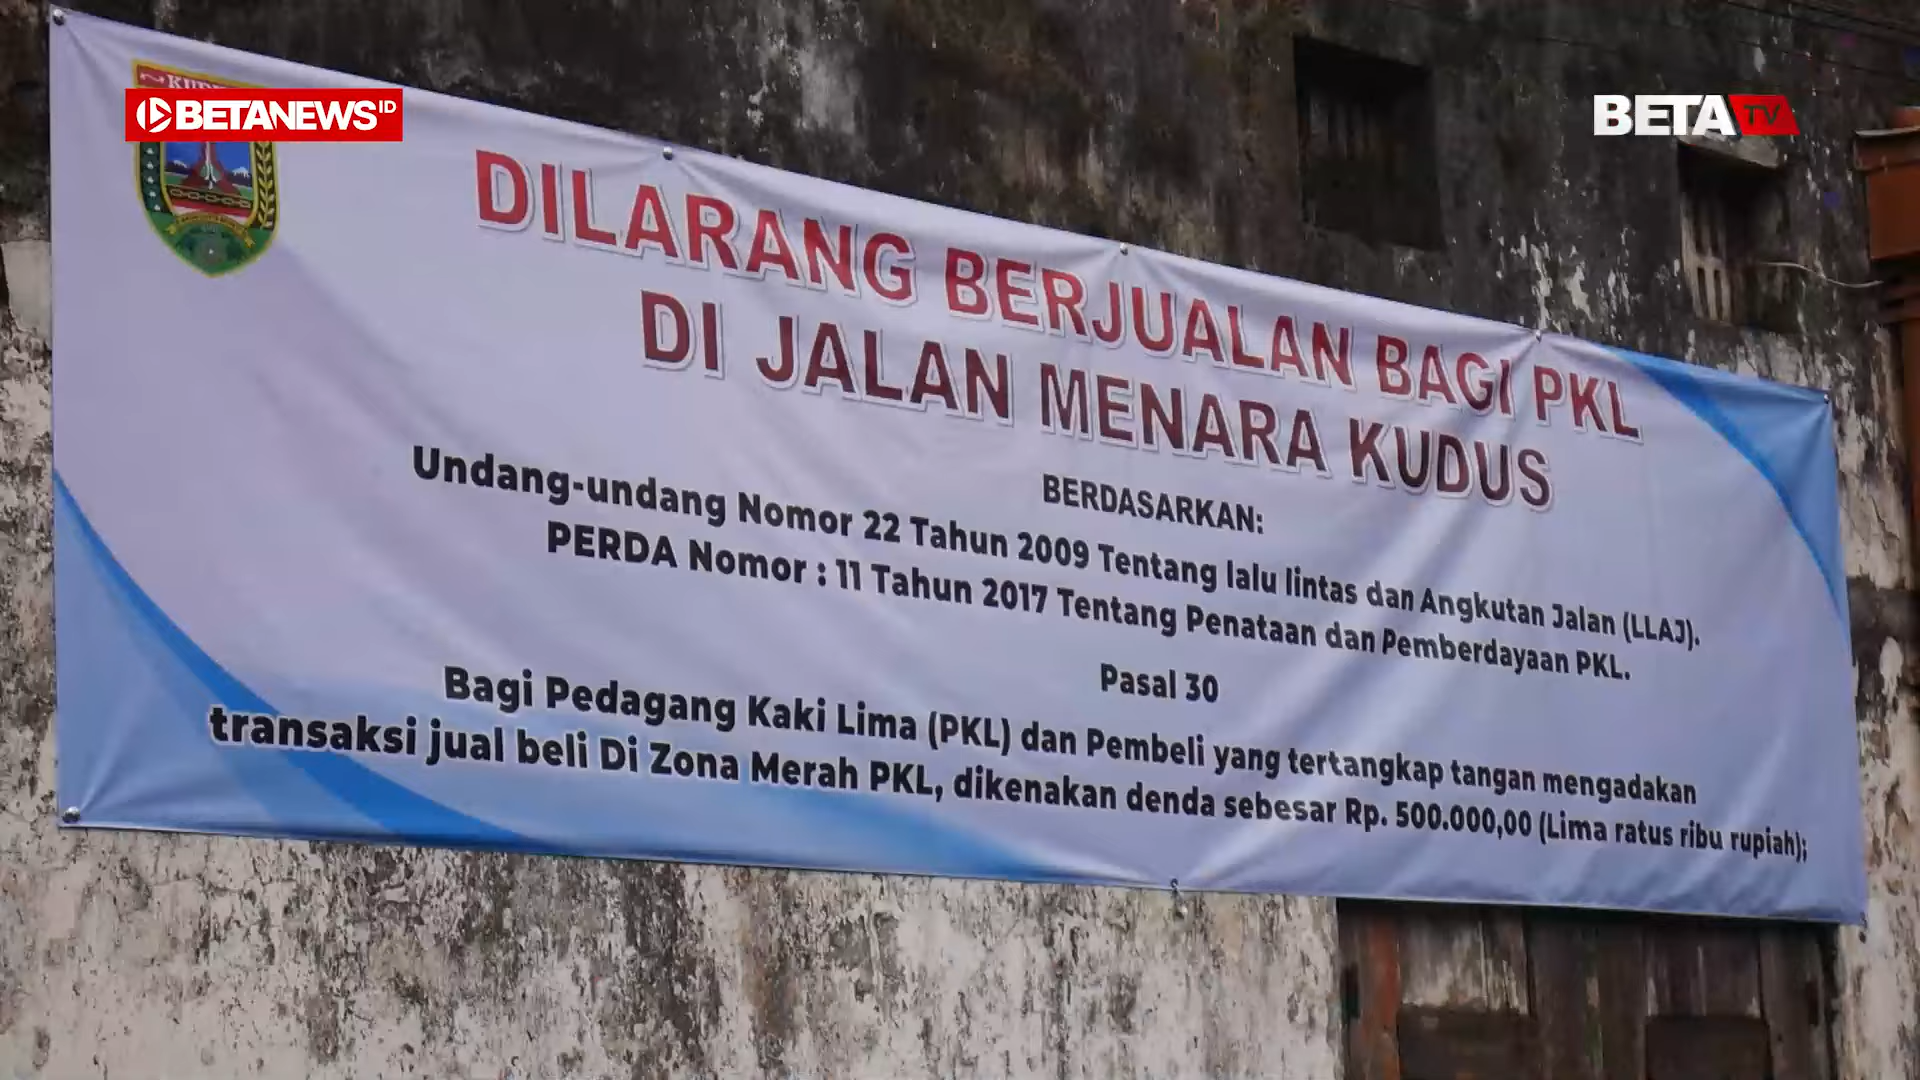 BETANEWS ID
BETA TV
DILARANG BERJUALAN BAGI PKL
DI JALAN MENARA KUDUS
BERDASARKAN:
Undang-undang Nomor 22 Tahun 2009 Tentang lalu lintas dan Angkutan Jalan (LLAJ).
PERDA Nomor : 11 Tahun 2017 Tentang Penataan dan Pemberdayaan PKL.
Pasal 30
Bagi Pedagang Kaki Lima (PKL) dan Pembeli yang tertangkap tangan mengadakan
transaksi jual beli Di Zona Merah PKL, dikenakan denda sebesar Rp. 500.000,00 (Lima ratus ribu rupiah);